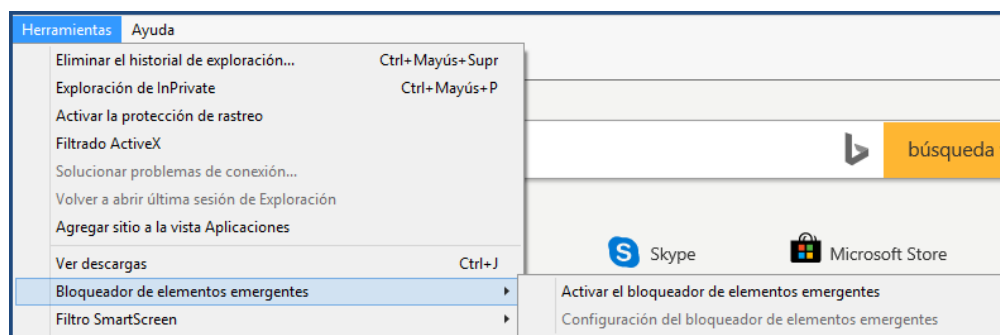 Herramientas Ayuda
Eliminar el historial de exploración... Ctrl+Mayús+Supr
Exploración de InPrivate Ctrl+Mayús+P
Activar la protección de rastreo
Filtrado ActiveX
Solucionar problemas de conexión...
Volver a abrir última sesión de Exploración
Agregar sitio a la vista Aplicaciones
Ver descargas Ctrl+J
Bloqueador de elementos emergentes
Filtro SmartScreen
búsqueda
Skype Microsoft Store
Activar el bloqueador de elementos emergentes
Configuración del bloqueador de elementos emergentes